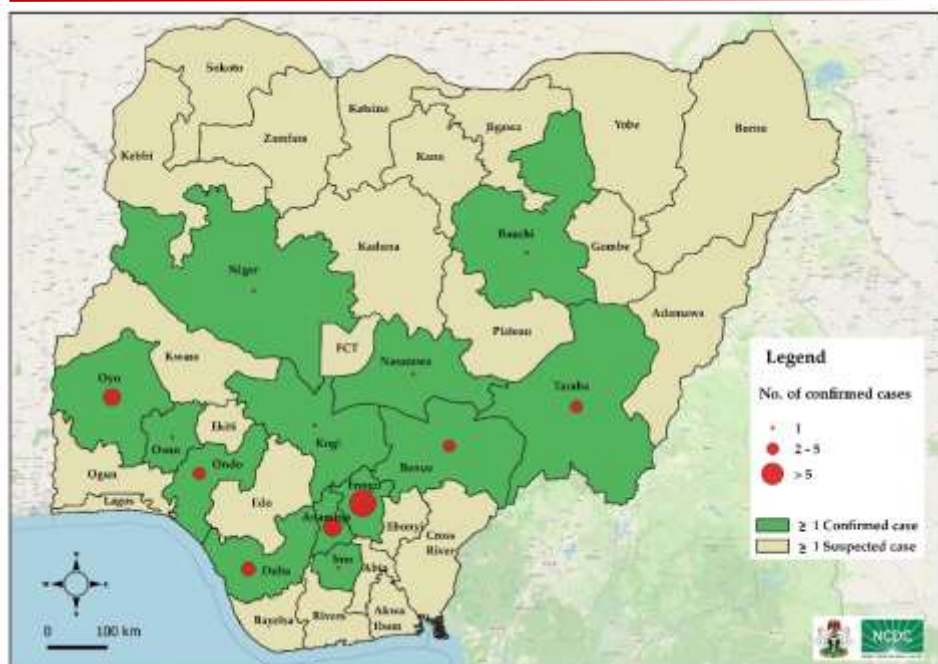 Sokoto
Katsina
Zamfara
Jigawa
Yobe
Borno
Kebbi
Kano
Bauchi
Gombe
Kaduna
Niger
Adamawa
Plateau
FCT
Nasarawa
Kwara
Taraba
Oyo
Ekiti
Kogi
Osun
Ondo
Benue
Ogun
Enugu
Lagos
Edo
Anambra
Ebonyi
Cross
River
Imo
Abia
Delta
Bayelsa
Rivers
Akwa
Ibom
Legend
No. of confirmed cases
1
2 - 5
> 5
≥ 1 Confirmed case
≥ 1 Suspected case
0 100 km
NCDC